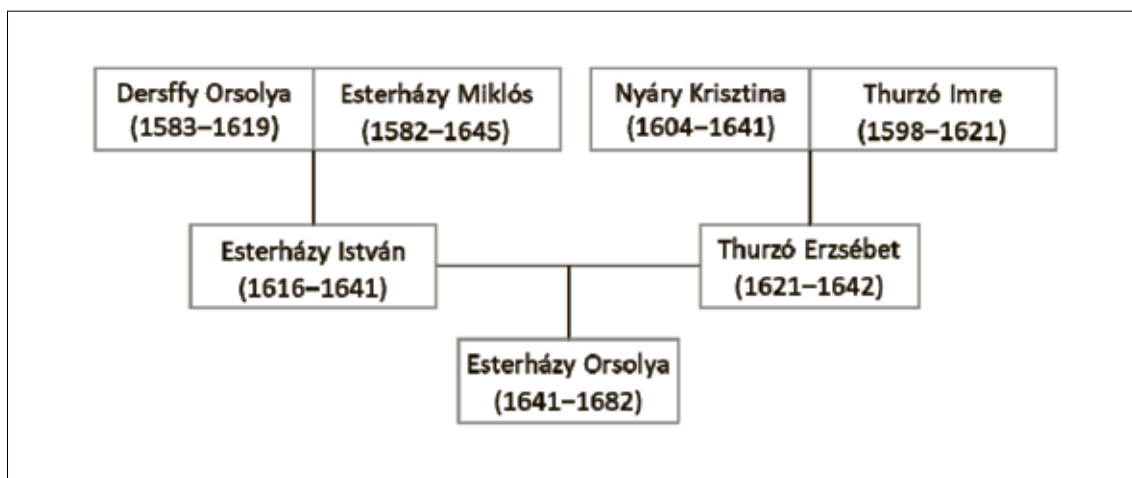 Dersffy Orsolya
(1583–1619)
Esterházy Miklós
(1582–1645)
Nyáry Krisztina
(1604–1641)
Thurzó Imre
(1598–1621)
Esterházy István
(1616–1641)
Thurzó Erzsébet
(1621–1642)
Esterházy Orsolya
(1641–1682)